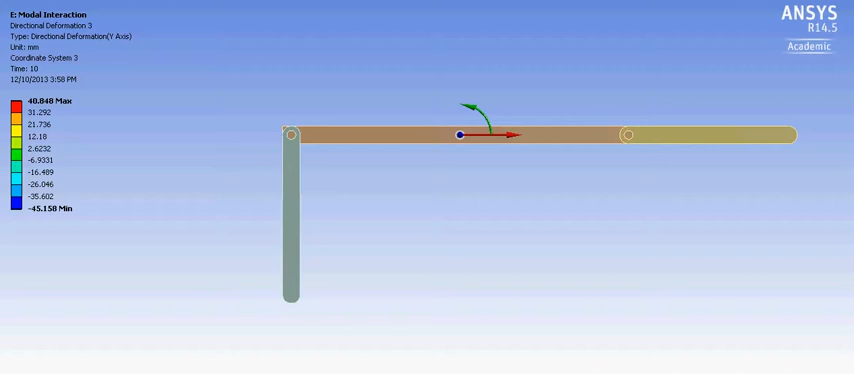 E: Modal Interaction
Directional Deformation 3
Type: Directional Deformation(Y Axis)
Unit: mm
Coordinate System 3
Time: 10
12/10/2013 3:58 PM
40.848 Max
31.292
21.736
12.18
2.6232
-6.9331
-16.489
-26.046
-35.602
-45.158 Min
ANSYS
R14.5
Academic